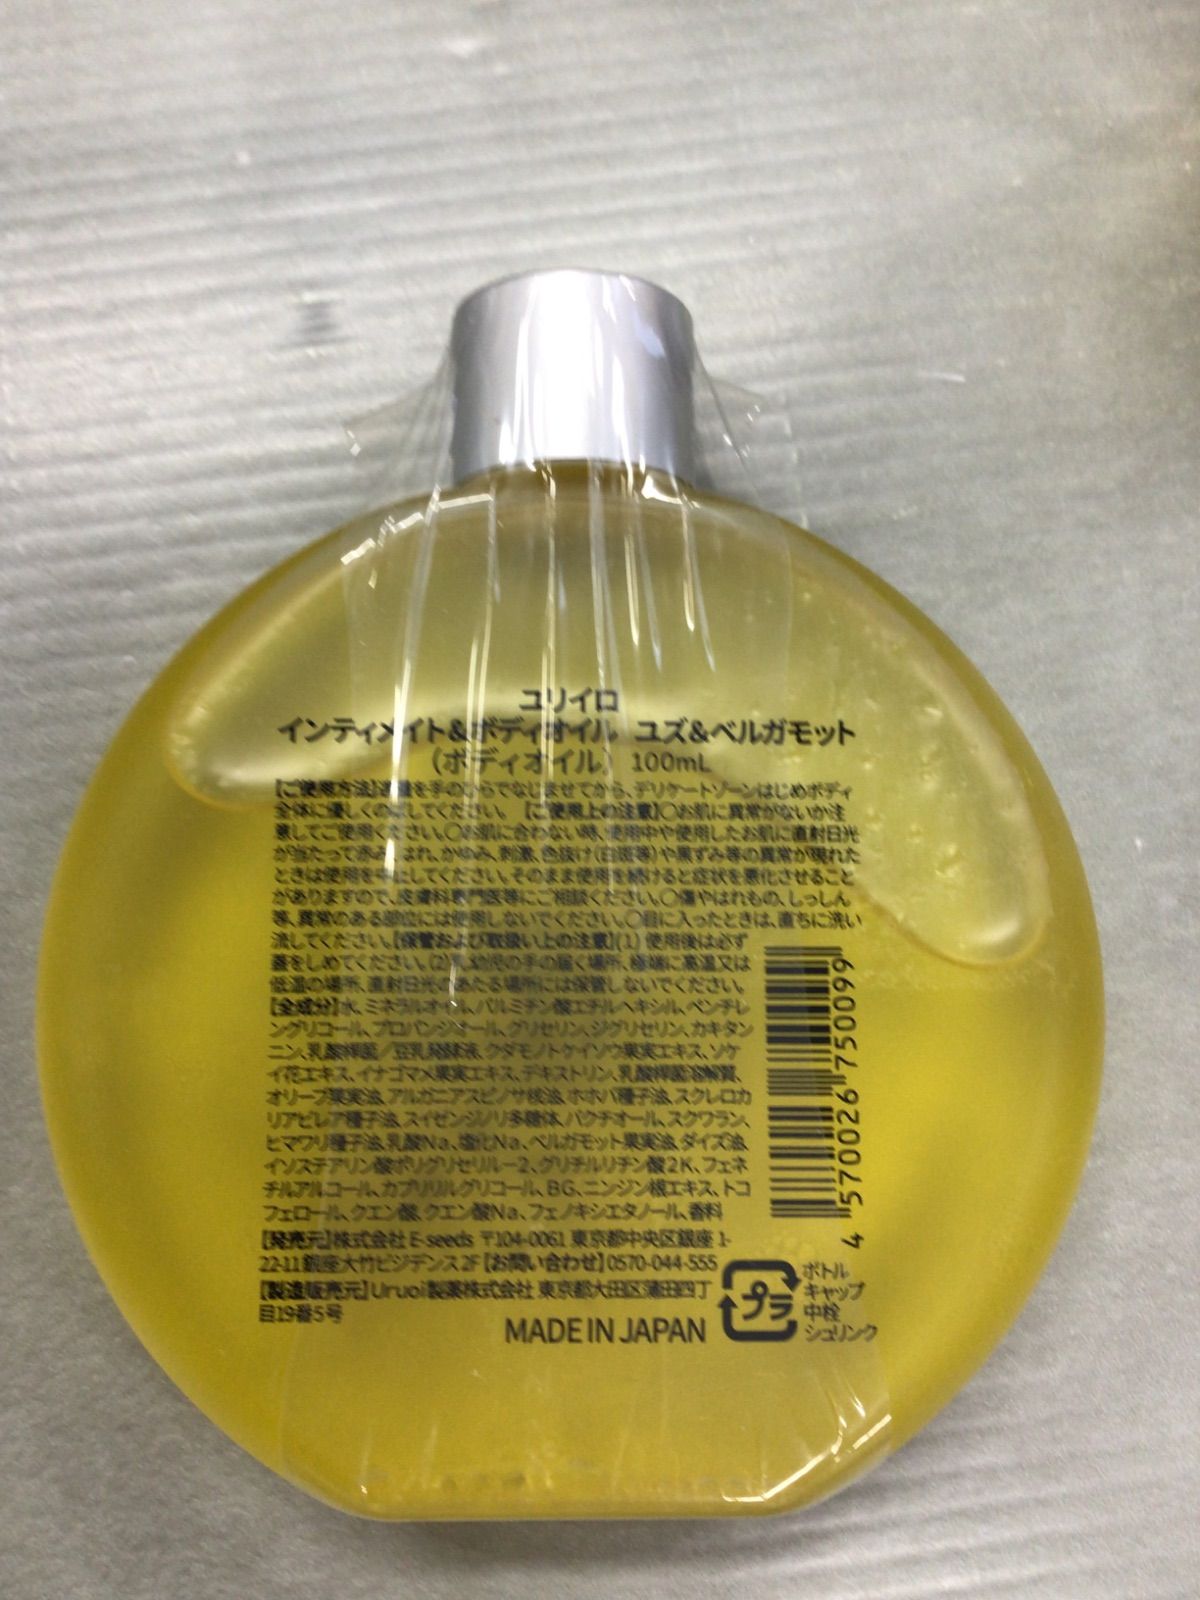 ユリイロ
インティメイト&ボディオイル ユズ&ベルガモット
(ボディオイル) 100mL
【ご使用方法】適量を手のひらでなじませてから、デリケートゾーンはじめボディ
全体に優しくのばしてください。 【ご使用上の注意】〇お肌に異常がないか注
意してご使用ください。〇お肌に合わない時、使用中や使用したお肌に直射日光
が当たって赤み、はれ、かゆみ、刺激、色抜け(白斑等)や黒ずみ等の異常が現れた
ときは使用を中止してください。そのまま使用を続けると症状を悪化させること
がありますので、皮膚科専門医等にご相談ください。〇傷やはれもの、しっしん
等、異常のある部位には使用しないでください。〇目に入ったときは、直ちに洗い
流してください。【保管および取扱い上の注意】(1) 使用後は必ず
蓋をしめてください。(2)乳幼児の手の届く場所、極端に高温又は
低温の場所、直射日光のあたる場所には保管しないでください。
【全成分】水、ミネラルオイル、パルミチン酸エチルヘキシル、ペンチレ
ングリコール、プロパンジオール、グリセリン、ジグリセリン、カキタン
ニン、乳酸桿菌/豆乳発酵液、クダモノトケイソウ果実エキス、ソケ
イ花エキス、イナゴマメ果実エキス、デキストリン、乳酸桿菌溶解質、
オリーブ果実油、アルガニアスピノサ核油、ホホバ種子油、スクレロカ
リアビレア種子油、スイゼンジノリ多糖体、バクチオール、スクワラン、
ヒマワリ種子油、乳酸Na、塩化Na、ベルガモット果実油、ダイズ油、
イソステアリン酸ポリグリセリル-2、グリチルリチン酸2K、フェネ
チルアルコール、カプリリルグリコール、BG、ニンジン根エキス、トコ
フェロール、クエン酸、クエン酸Na、フェノキシエタノール、香料
【発売元】株式会社 E-seeds 〒104-0061 東京都中央区銀座 1-
22-11 銀座大竹ビジデンス 2F【お問い合わせ】0570-044-555
【製造販売元】Uruoi製薬株式会社 東京都大田区蒲田四丁
目19番5号
MADE IN JAPAN
プラ
ボトル
キャップ
中栓
シュリンク
4 570026 750099